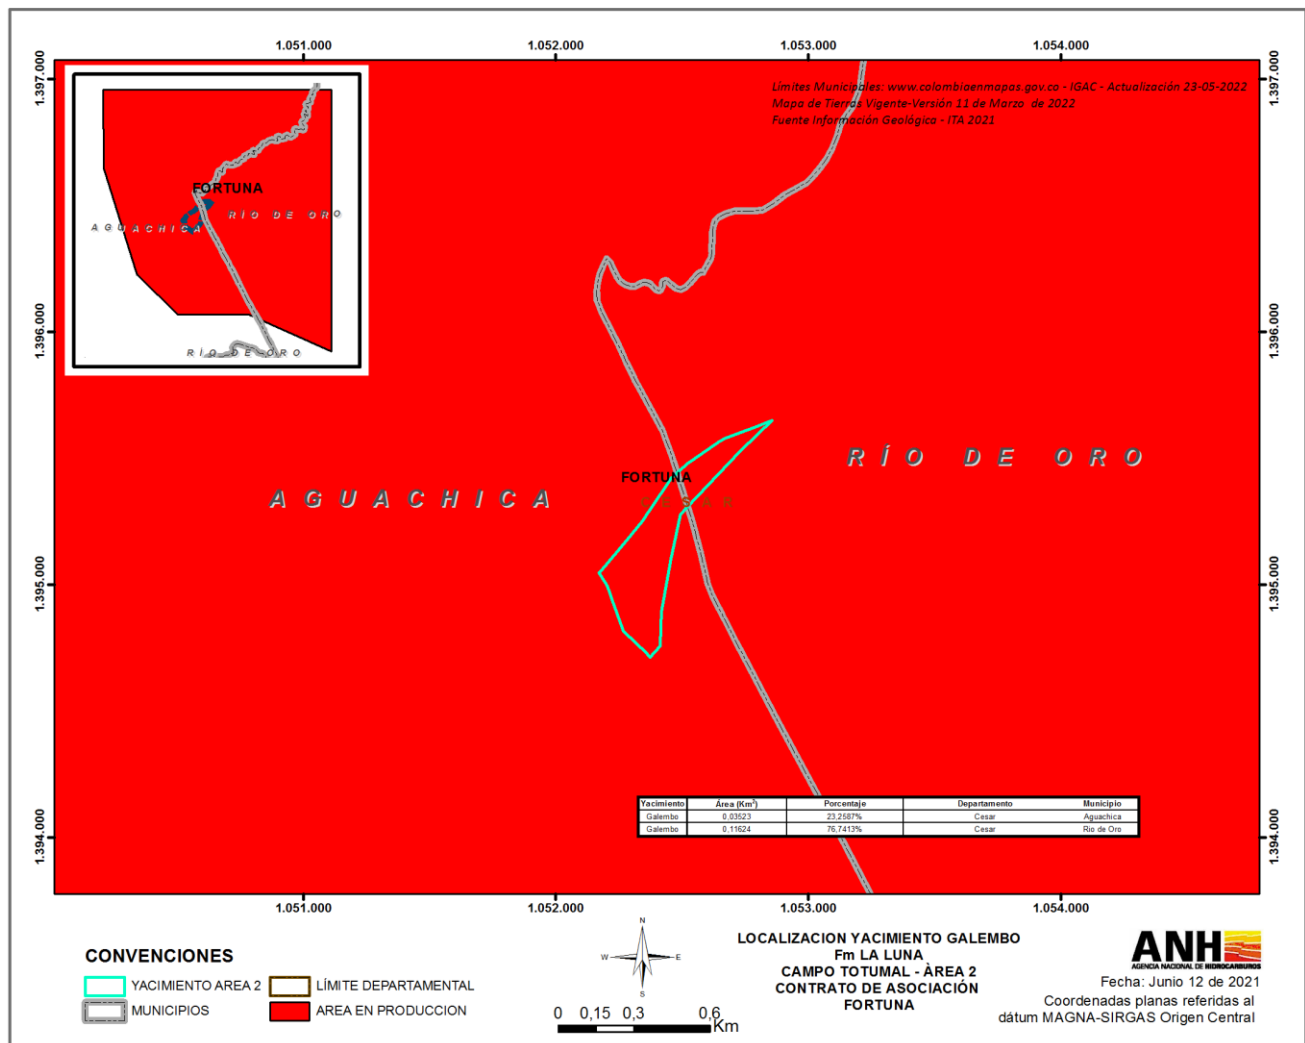 1.051.000 1.052.000 1.053.000 1.054.000
1.397.000 1.397.000
Límites Municipales: www.colombiaenmapas.gov.co - IGAC - Actualización 23-05-2022
Mapa de Tierras Vigente-Versión 11 de Marzo de 2022
Fuente Información Geológica - ITA 2021
FORTUNA
RÍO DE ORO
AGUACHICA
RÍO DE ORO
1.396.000 1.396.000
RÍO DE ORO
FORTUNA
AGUACHICA
CESAR
1.395.000 1.395.000
Yacimiento Área (Km²) Porcentaje Departamento Municipio
Galembo 0,03523 23,2587% Cesar Aguachica
Galembo 0,11624 76,7413% Cesar Rio de Oro
1.394.000 1.394.000
1.051.000 1.052.000 1.053.000 1.054.000
CONVENCIONES
YACIMIENTO AREA 2 LÍMITE DEPARTAMENTAL
MUNICIPIOS AREA EN PRODUCCION
N
W E
S
0 0,15 0,3 0,6
Km
LOCALIZACION YACIMIENTO GALEMBO
Fm LA LUNA
CAMPO TOTUMAL - ÀREA 2
CONTRATO DE ASOCIACIÓN
FORTUNA
ANH
AGENCIA NACIONAL DE HIDROCARBUROS
Fecha: Junio 12 de 2021
Coordenadas planas referidas al
dátum MAGNA-SIRGAS Origen Central